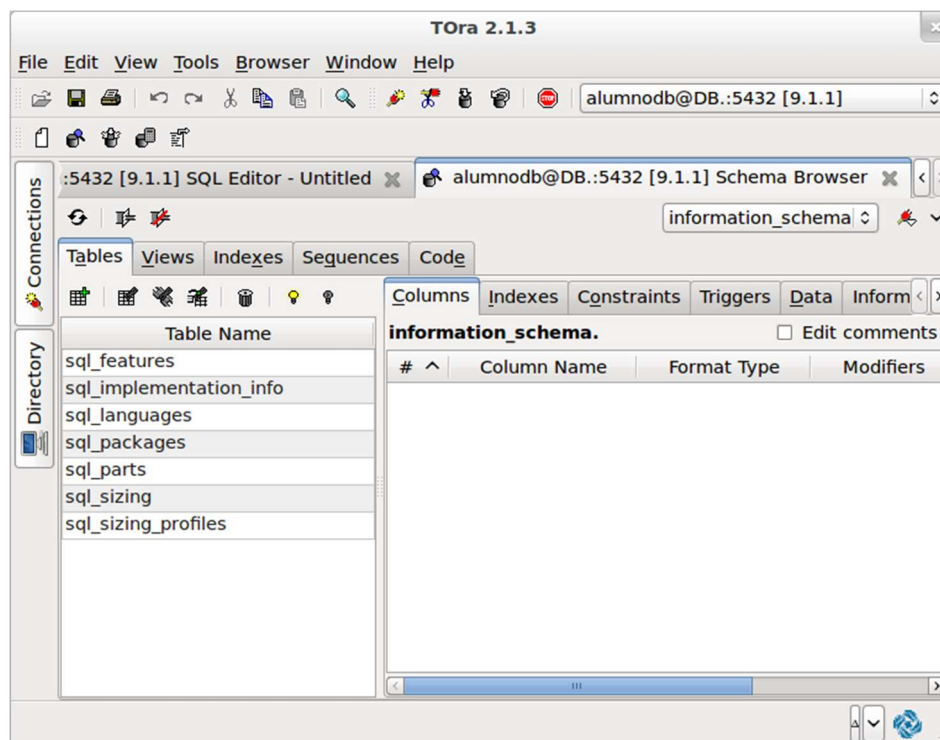 TOra 2.1.3
File Edit View Tools Browser Window Help
alumnodb@DB.:5432 [9.1.1]
:5432 [9.1.1] SQL Editor - Untitled
alumnodb@DB.:5432 [9.1.1] Schema Browser
Connections
Directory
information_schema
Tables Views Indexes Sequences Code
Columns Indexes Constraints Triggers Data Inform
Table Name
information_schema.
Edit comments
# Column Name Format Type Modifiers
sql_features
sql_implementation_info
sql_languages
sql_packages
sql_parts
sql_sizing
sql_sizing_profiles